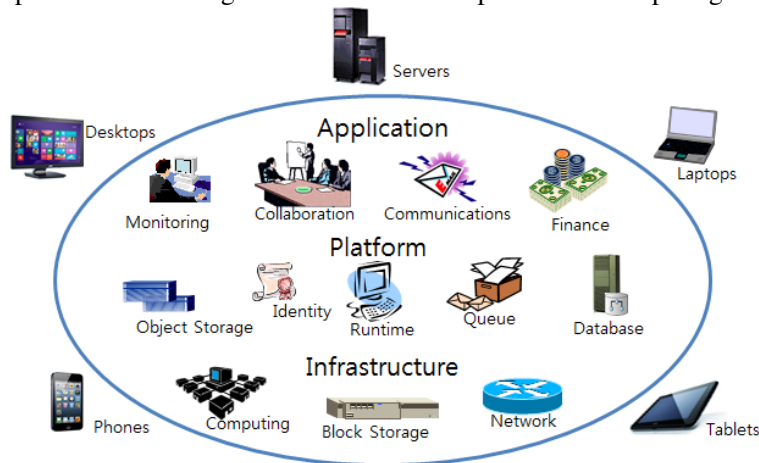 Servers
Desktops
Application
Laptops
Monitoring
Collaboration
Communications
Finance
Platform
Object Storage
Identity
Runtime
Queue
Database
Infrastructure
Phones
Computing
Block Storage
Network
Tablets